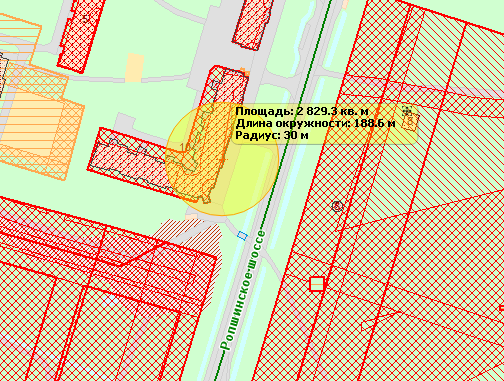 Площадь: 2 829.3 кв. м
Длина окружности: 188.6 м
Радиус: 30 м
Ропшинское шоссе